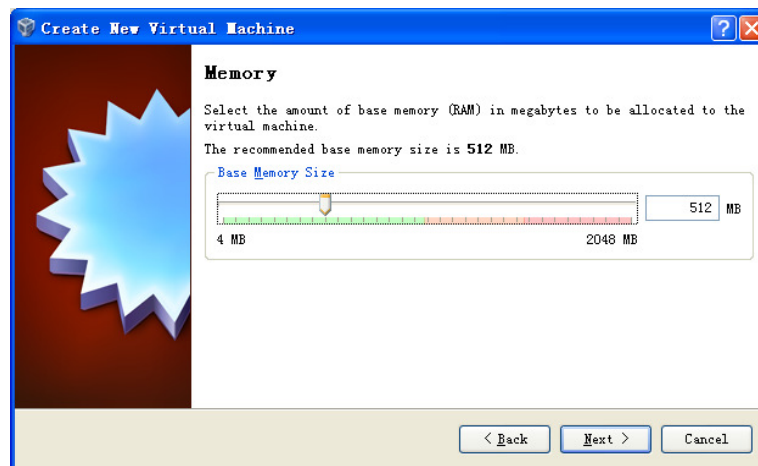 Create New Virtual Machine
Memory
Select the amount of base memory (RAM) in megabytes to be allocated to the
virtual machine.
The recommended base memory size is 512 MB.
Base Memory Size
512 MB
4 MB 2048 MB
< Back Next > Cancel